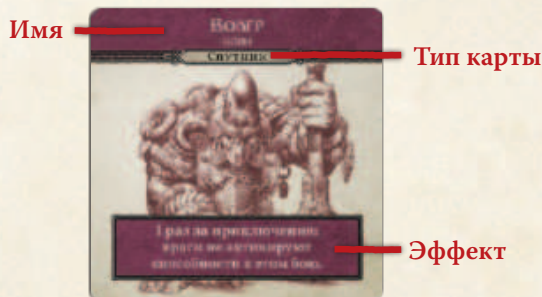 Имя
Волгр
Спутник
Тип карты
1 раз за приключение:
враги не активируют
способности в этом бою.
Эффект